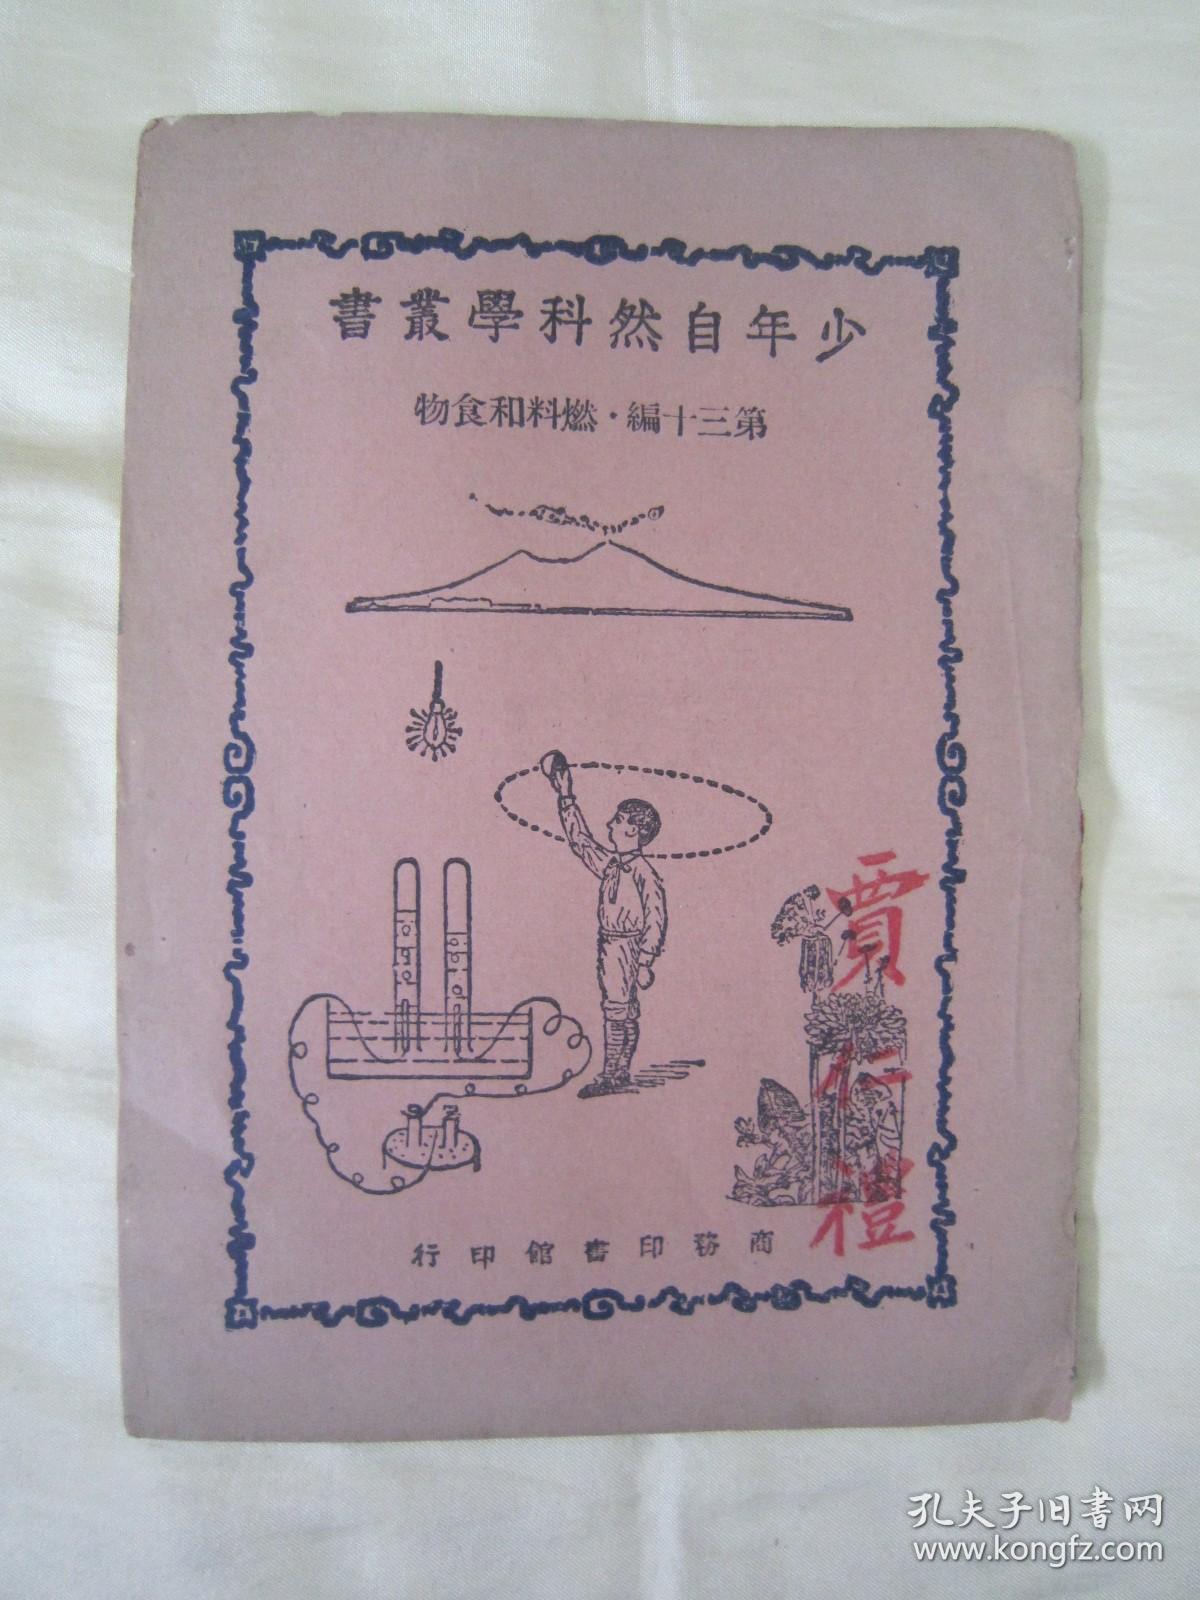 少年自然科學叢書
第三十編·燃料和食物
賈仁禮
商務印書館印行
孔夫子旧书网
www.kongfz.com